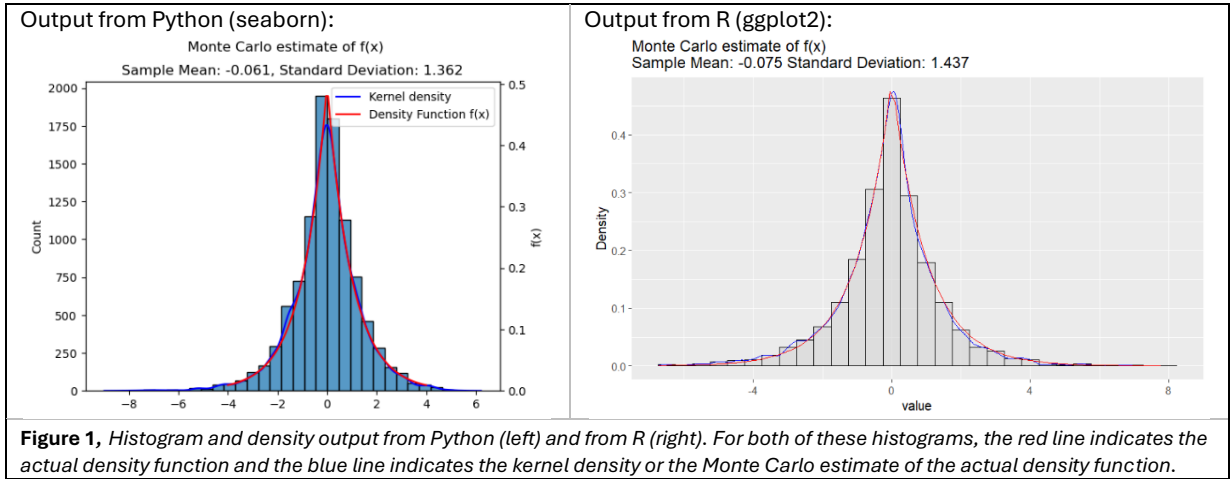 Output from Python (seaborn):
Monte Carlo estimate of f(x)
Sample Mean: -0.061, Standard Deviation: 1.362
Kernel density
Density Function f(x)
2000
1750
1500
1250
1000
750
500
250
0
Count
0.5
0.4
0.3
0.2
0.1
0.0
f(x)
−8 −6 −4 −2 0 2 4 6
Output from R (ggplot2):
Monte Carlo estimate of f(x)
Sample Mean: -0.075 Standard Deviation: 1.437
0.4
0.3
0.2
0.1
0.0
Density
-4 0 4 8
value
Figure 1, Histogram and density output from Python (left) and from R (right). For both of these histograms, the red line indicates the
actual density function and the blue line indicates the kernel density or the Monte Carlo estimate of the actual density function.